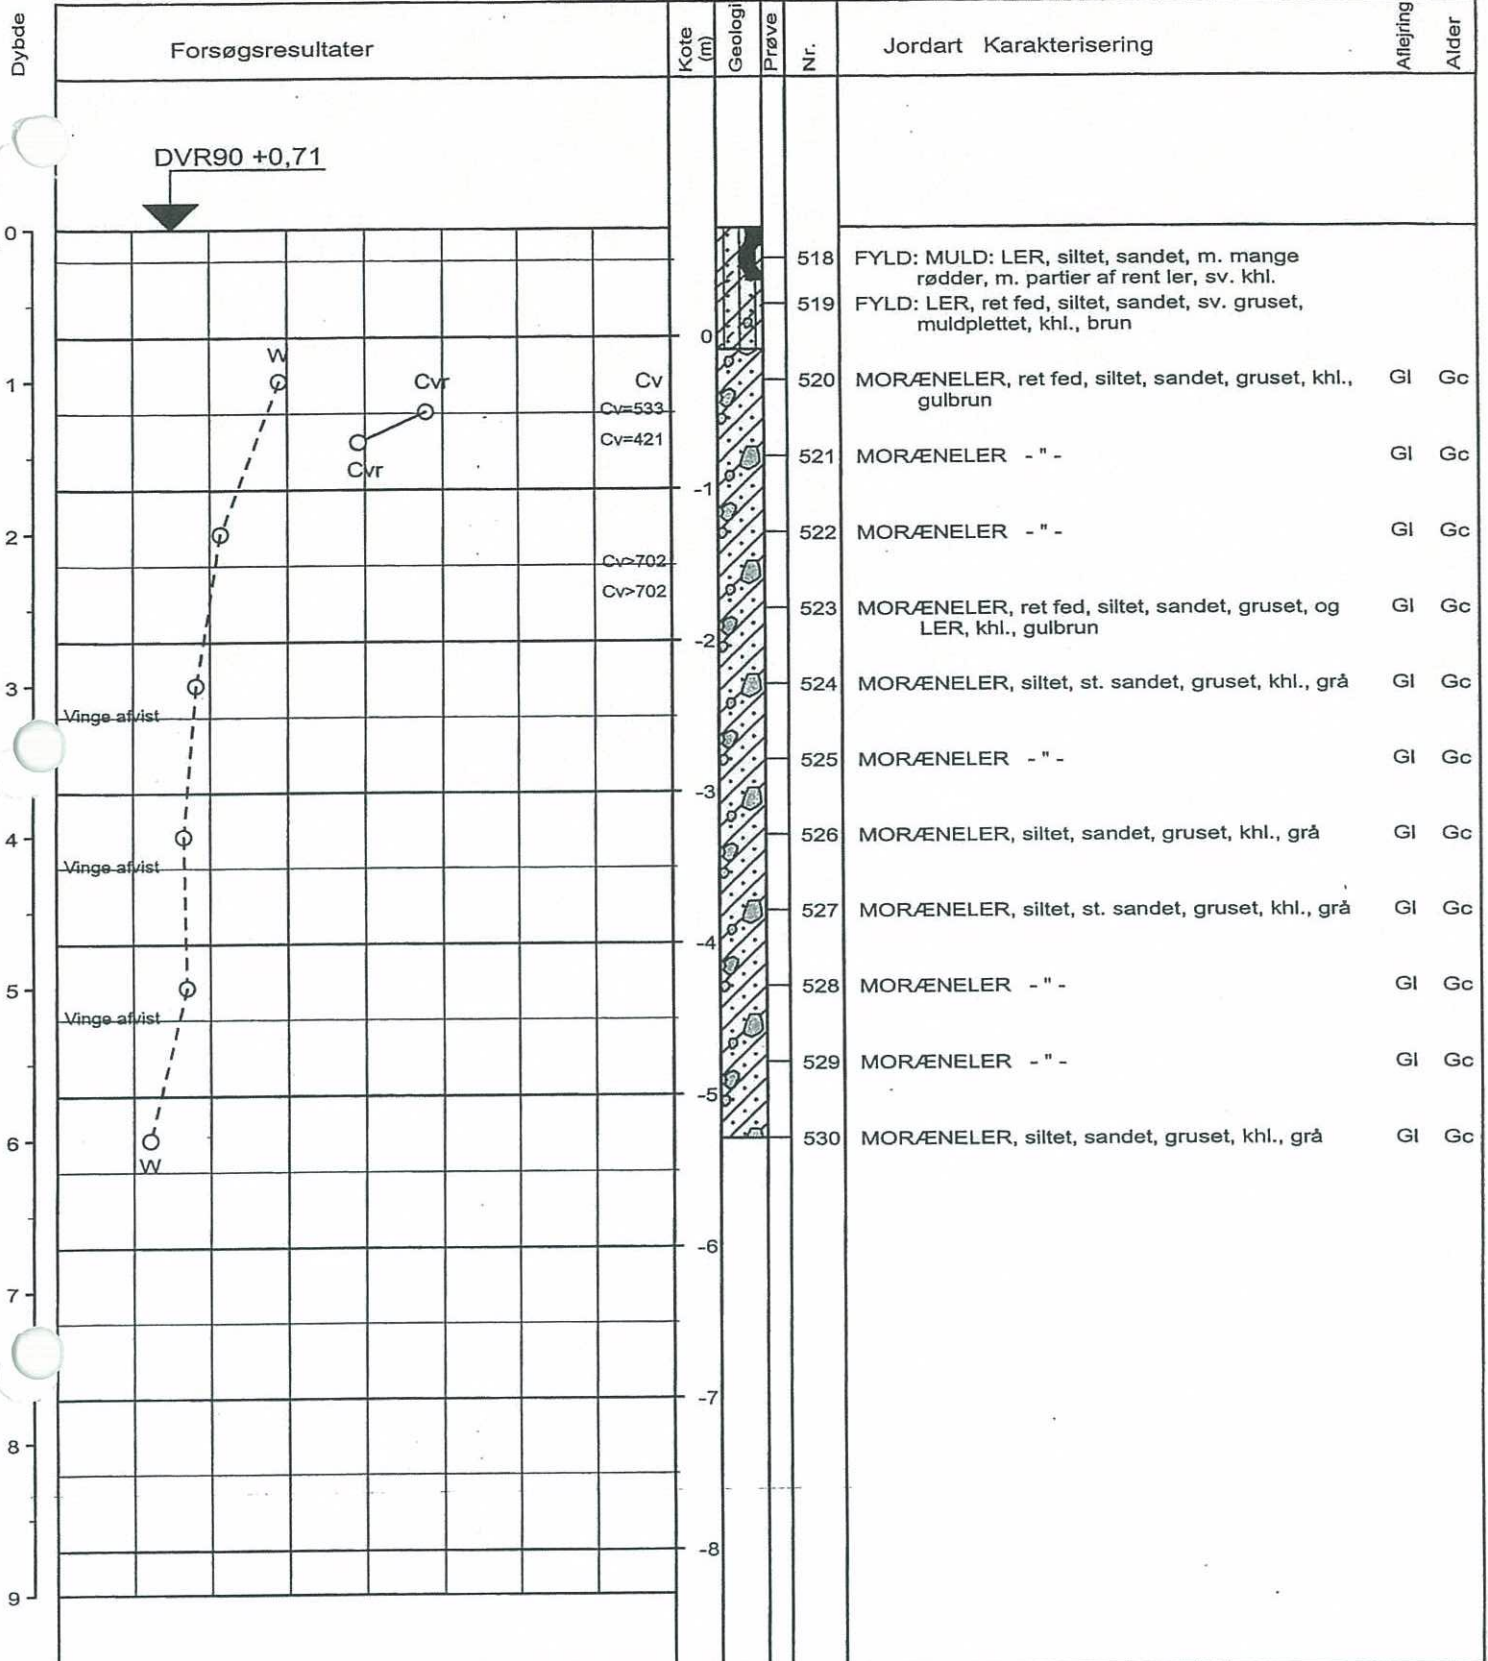 Dybde
Forsøgsresultater
Kote (m)
Geologi
Prøve
Nr.
Jordart Karakterisering
Aflejring
Alder
DVR90 +0,71
0
518 FYLD: MULD: LER, siltet, sandet, m. mange
rødder, m. partier af rent ler, sv. khl.
519 FYLD: LER, ret fed, siltet, sandet, sv. gruset,
muldplettet, khl., brun
0
W
1 Cvr Cv 520 MORÆNELER, ret fed, siltet, sandet, gruset, khl., Gl Gc
gulbrun
Cv=533
Cv=421
521 MORÆNELER - " - Gl Gc
Cvr
-1
2 522 MORÆNELER - " - Gl Gc
Cv>702
Cv>702
523 MORÆNELER, ret fed, siltet, sandet, gruset, og Gl Gc
LER, khl., gulbrun
-2
3 524 MORÆNELER, siltet, st. sandet, gruset, khl., grå Gl Gc
Vinge afvist
525 MORÆNELER - " - Gl Gc
-3
4 526 MORÆNELER, siltet, sandet, gruset, khl., grå Gl Gc
Vinge afvist
527 MORÆNELER, siltet, st. sandet, gruset, khl., grå Gl Gc
-4
5 528 MORÆNELER - " - Gl Gc
Vinge afvist
529 MORÆNELER - " - Gl Gc
-5
6 530 MORÆNELER, siltet, sandet, gruset, khl., grå Gl Gc
W
-6
7
-7
8
-8
9